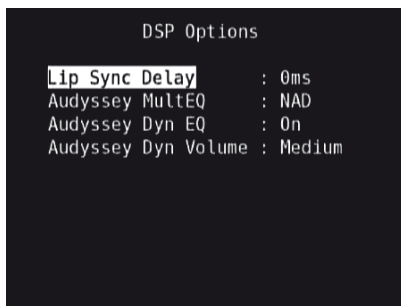 DSP Options
Lip Sync Delay : 0ms
Audyssey MultEQ : NAD
Audyssey Dyn EQ : On
Audyssey Dyn Volume : Medium